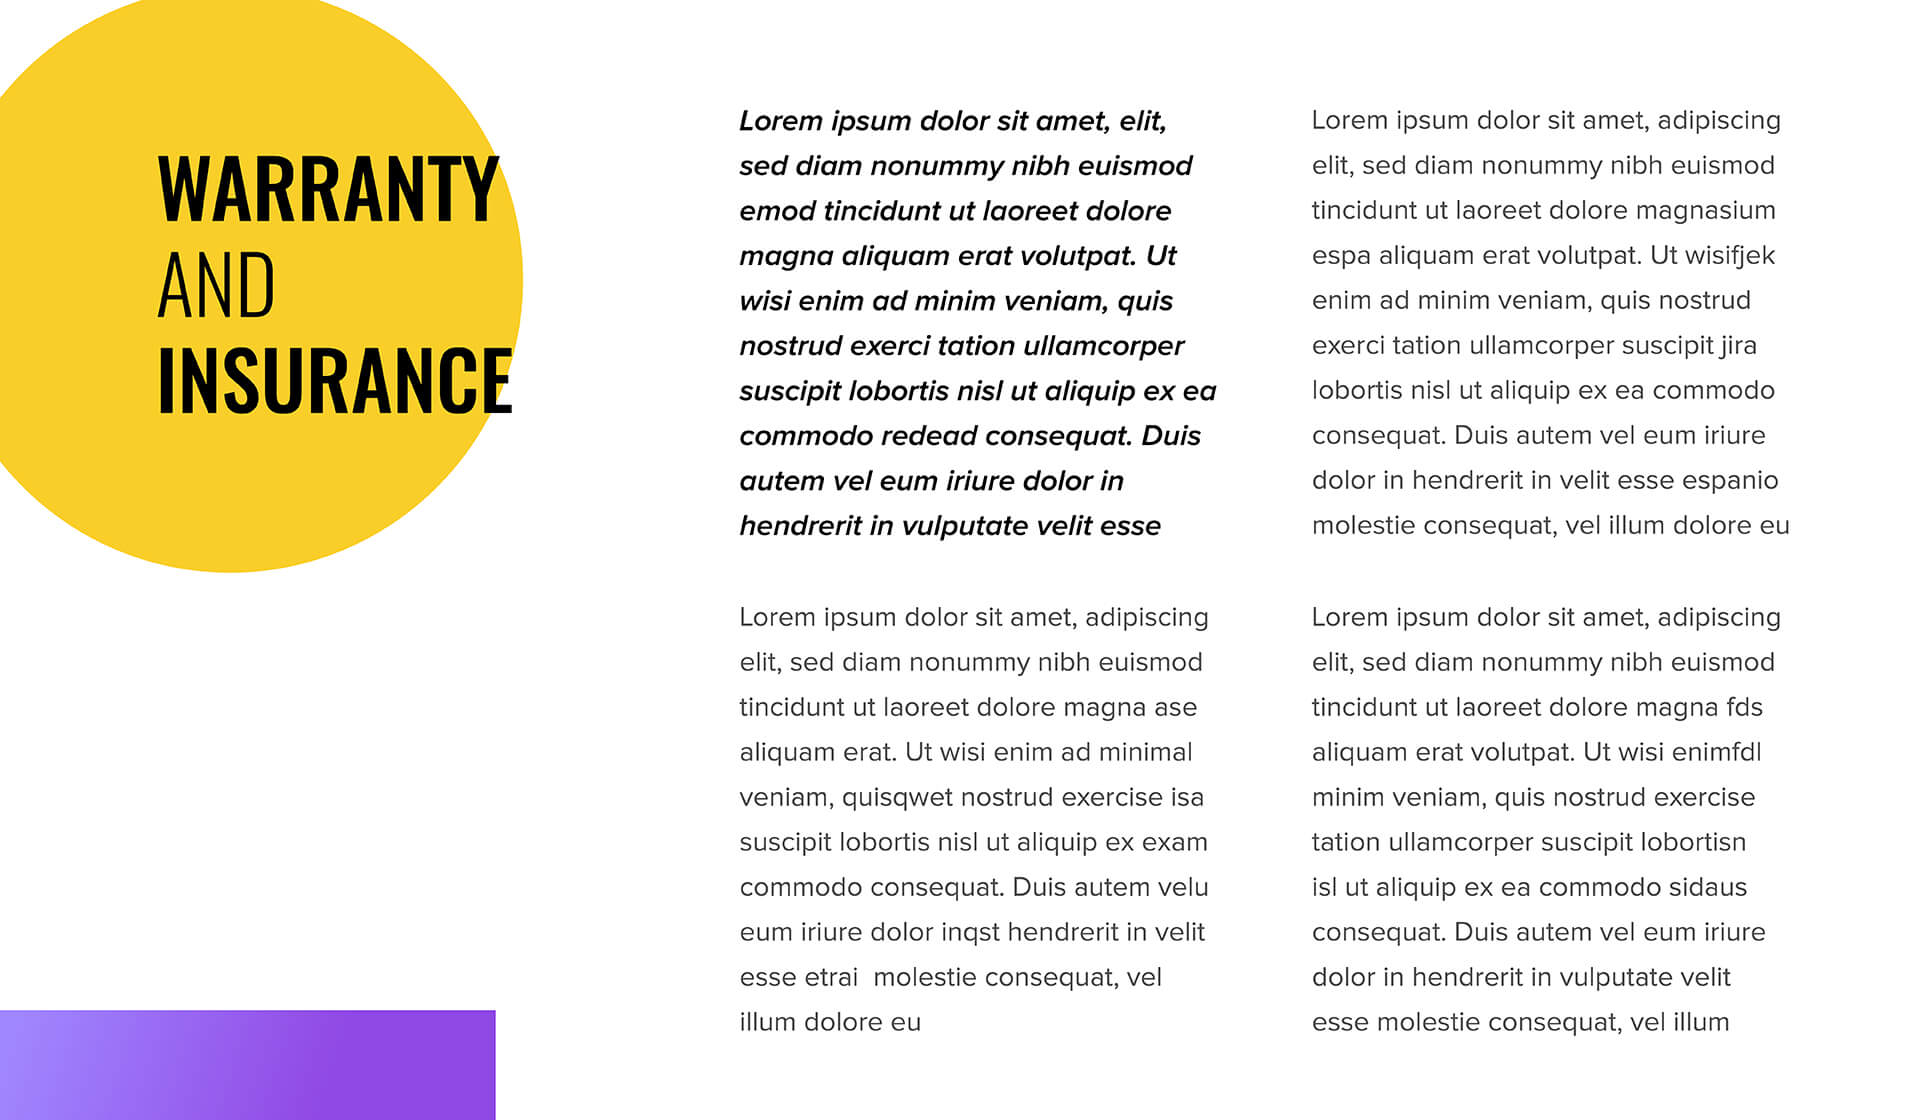 WARRANTY
AND
INSURANCE
Lorem ipsum dolor sit amet, elit,
sed diam nonummy nibh euismod
emod tincidunt ut laoreet dolore
magna aliquam erat volutpat. Ut
wisi enim ad minim veniam, quis
nostrud exerci tation ullamcorper
suscipit lobortis nisl ut aliquip ex ea
commodo redead consequat. Duis
autem vel eum iriure dolor in
hendrerit in vulputate velit esse
Lorem ipsum dolor sit amet, adipiscing
elit, sed diam nonummy nibh euismod
tincidunt ut laoreet dolore magna ase
aliquam erat. Ut wisi enim ad minimal
veniam, quisqwet nostrud exercise isa
suscipit lobortis nisl ut aliquip ex exam
commodo consequat. Duis autem velu
eum iriure dolor inqst hendrerit in velit
esse etrai  molestie consequat, vel
illum dolore eu
Lorem ipsum dolor sit amet, adipiscing
elit, sed diam nonummy nibh euismod
tincidunt ut laoreet dolore magnasium
espa aliquam erat volutpat. Ut wisifjek
enim ad minim veniam, quis nostrud
exerci tation ullamcorper suscipit jira
lobortis nisl ut aliquip ex ea commodo
consequat. Duis autem vel eum iriure
dolor in hendrerit in velit esse espanio
molestie consequat, vel illum dolore eu
Lorem ipsum dolor sit amet, adipiscing
elit, sed diam nonummy nibh euismod
tincidunt ut laoreet dolore magna fds
aliquam erat volutpat. Ut wisi enimfdl
minim veniam, quis nostrud exercise
tation ullamcorper suscipit lobortisn
isl ut aliquip ex ea commodo sidaus
consequat. Duis autem vel eum iriure
dolor in hendrerit in vulputate velit
esse molestie consequat, vel illum